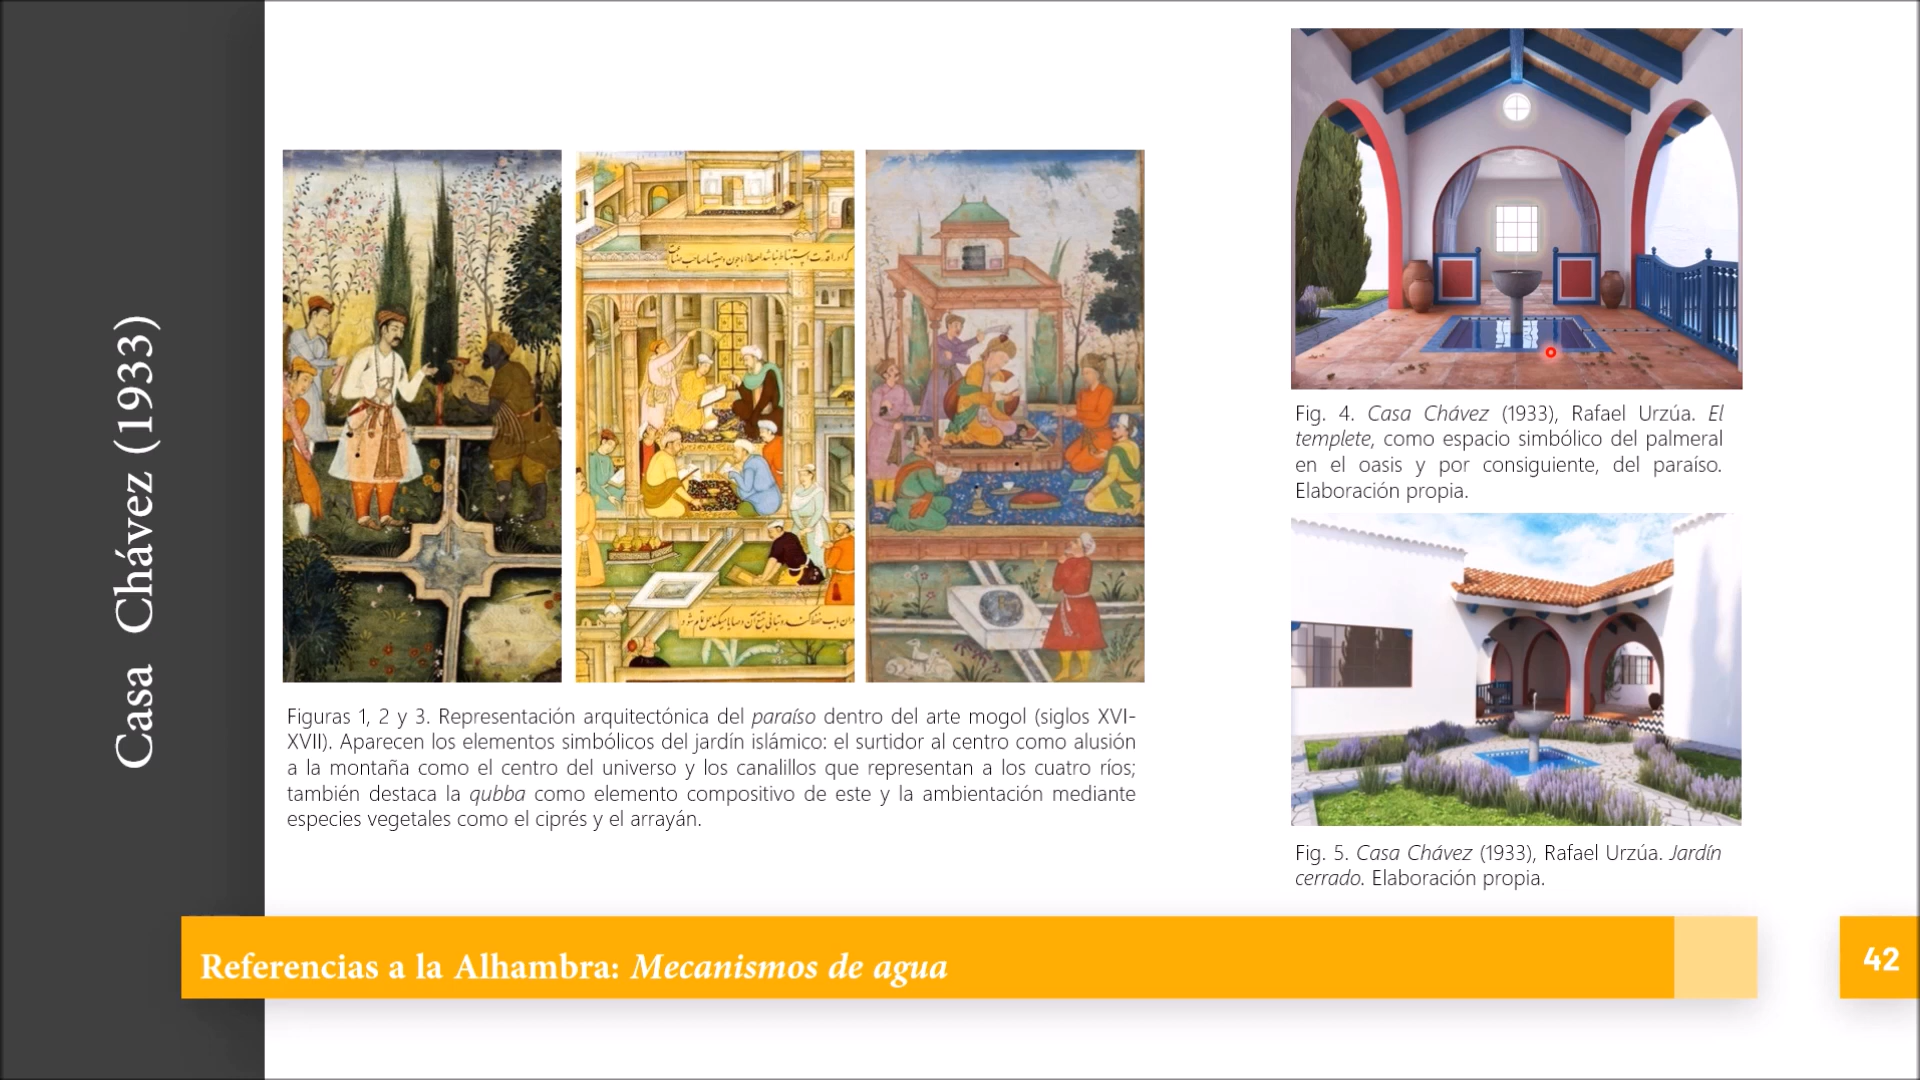 Casa Chávez (1933)
Figuras 1, 2 y 3. Representación arquitectónica del paraíso dentro del arte mogol (siglos XVI-
XVII). Aparecen los elementos simbólicos del jardín islámico: el surtidor al centro como alusión
a la montaña como el centro del universo y los canalillos que representan a los cuatro ríos;
también destaca la qubba como elemento compositivo de este y la ambientación mediante
especies vegetales como el ciprés y el arrayán.
Fig. 4. Casa Chávez (1933), Rafael Urzúa. El
templete, como espacio simbólico del palmeral
en el oasis y por consiguiente, del paraíso.
Elaboración propia.
Fig. 5. Casa Chávez (1933), Rafael Urzúa. Jardín
cerrado. Elaboración propia.
Referencias a la Alhambra: Mecanismos de agua
42